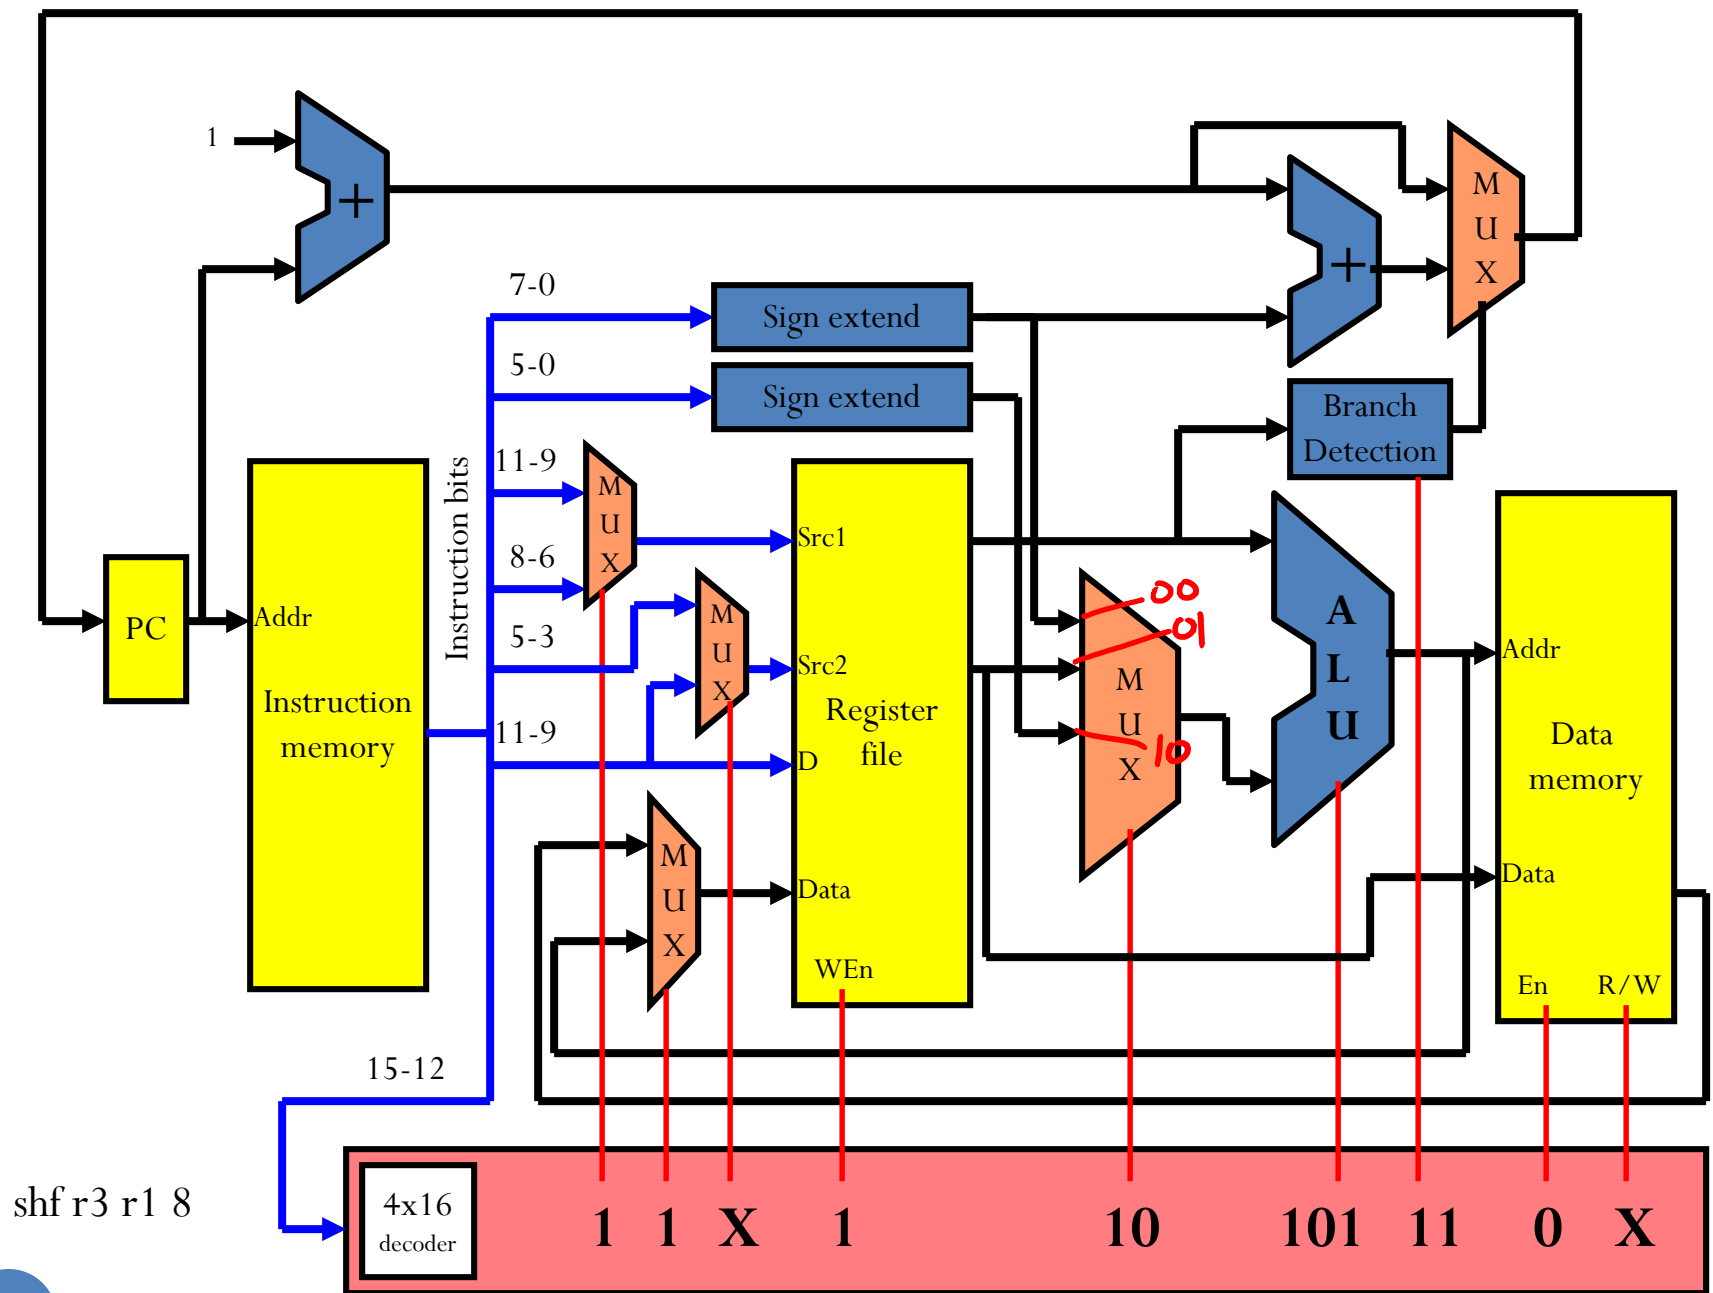 1
+
M
U
X
+
7-0
Sign extend
5-0
Sign extend
Branch
Detection
11-9
M
U
X
Instruction bits
8-6
Src1
00
PC
Addr
5-3
M
U
X
01
A
L
U
Addr
Src2
M
U
X
Instruction
memory
Register
file
11-9
10
Data
memory
D
M
U
X
Data
Data
WEn
En
R/W
15-12
shf r3 r1 8
4x16
decoder
1 1 X 1 10 101 11 0 X